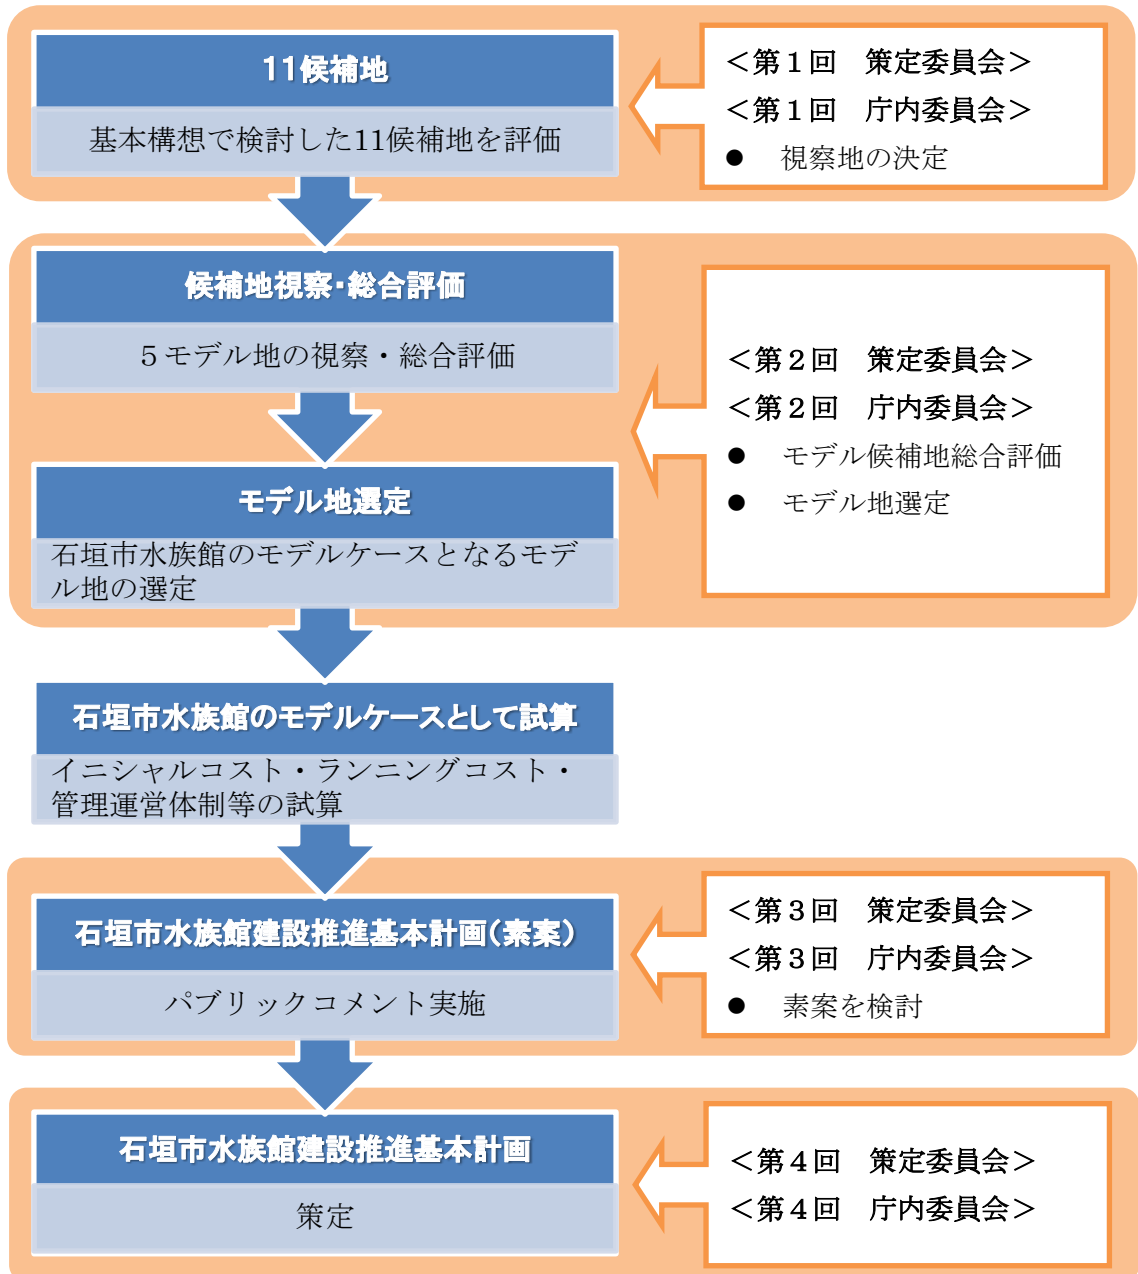 11候補地
基本構想で検討した11候補地を評価
＜第１回　策定委員会＞
＜第１回　庁内委員会＞
● 視察地の決定
候補地視察・総合評価
５モデル地の視察・総合評価
モデル地選定
石垣市水族館のモデルケースとなるモデ
ル地の選定
＜第２回　策定委員会＞
＜第２回　庁内委員会＞
● モデル候補地総合評価
● モデル地選定
石垣市水族館のモデルケースとして試算
イニシャルコスト・ランニングコスト・
管理運営体制等の試算
石垣市水族館建設推進基本計画（素案）
パブリックコメント実施
＜第３回　策定委員会＞
＜第３回　庁内委員会＞
● 素案を検討
石垣市水族館建設推進基本計画
策定
＜第４回　策定委員会＞
＜第４回　庁内委員会＞